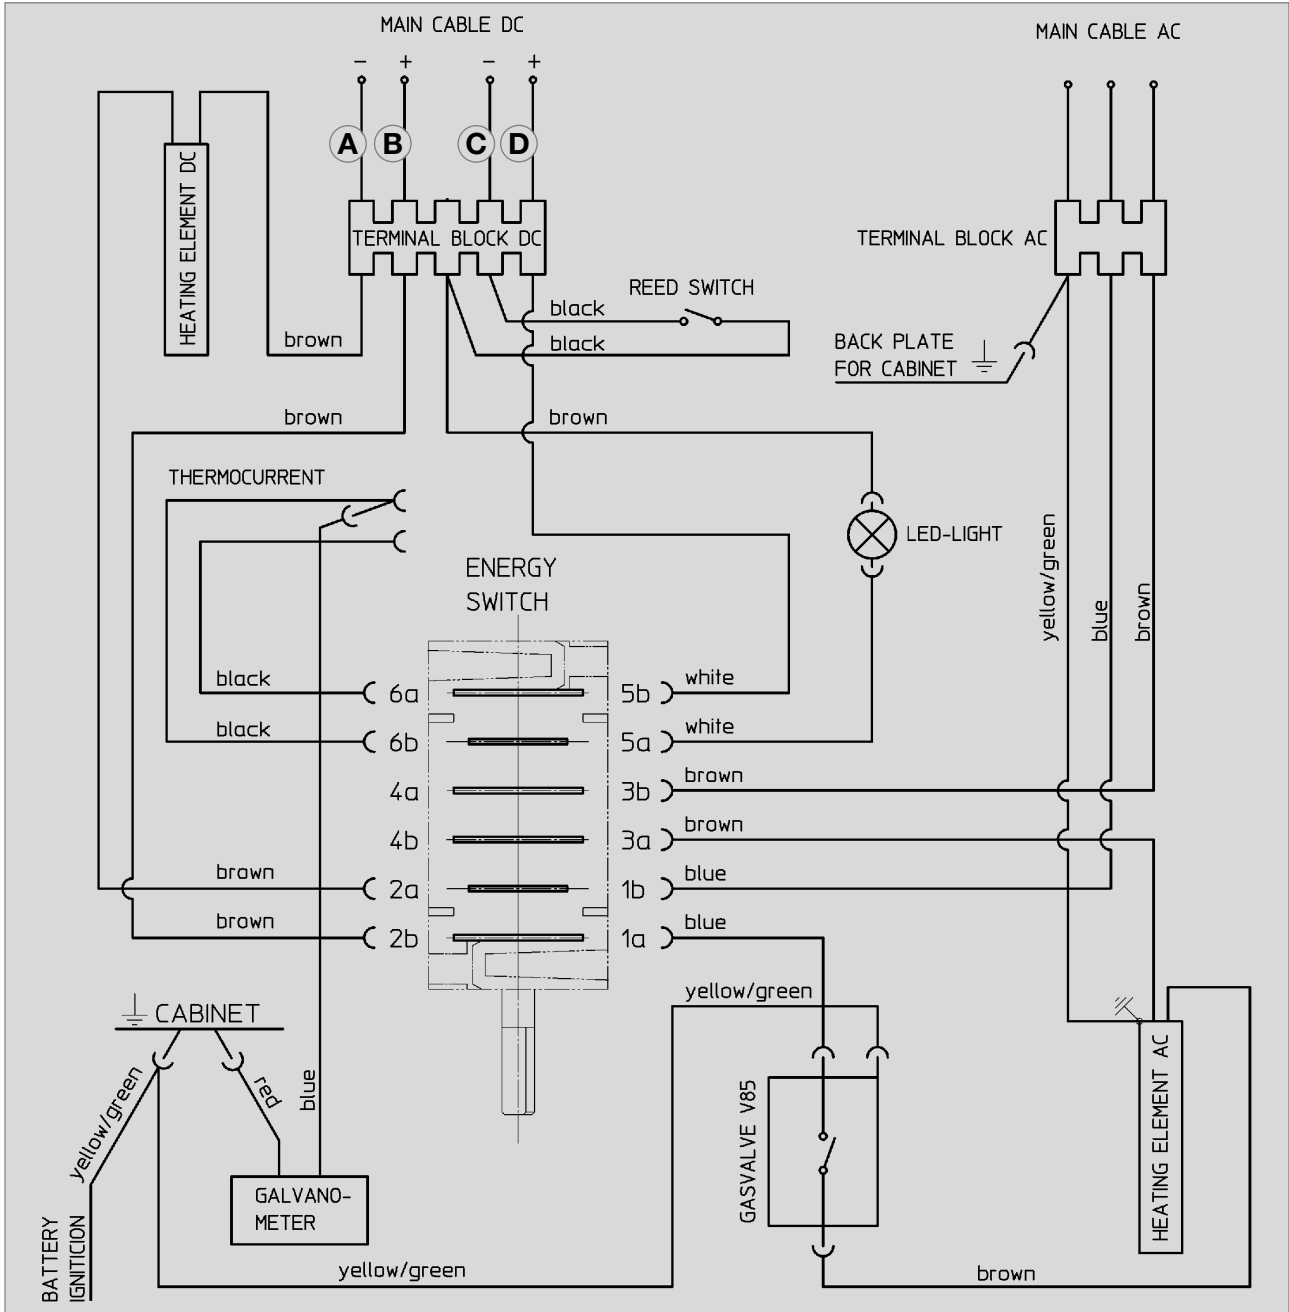 MAIN CABLE DC
MAIN CABLE AC
− + − +
A B C D
HEATING ELEMENT DC
TERMINAL BLOCK DC
TERMINAL BLOCK AC
REED SWITCH
black
brown
black
BACK PLATE
FOR CABINET
brown
brown
THERMOCURRENT
LED-LIGHT
yellow/green
blue
brown
ENERGY
SWITCH
black
6a
5b
white
black
6b
5a
white
4a
3b
brown
4b
3a
brown
brown
2a
1b
blue
brown
2b
1a
blue
yellow/green
CABINET
yellow/green
red
blue
GASVALVE V85
HEATING ELEMENT AC
GALVANO-
METER
BATTERY
IGNITICION
yellow/green
brown